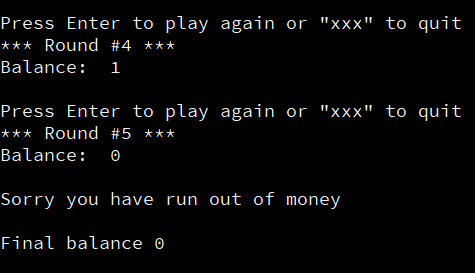 Press Enter to play again or "xxx" to quit
*** Round #4 ***
Balance:  1
Press Enter to play again or "xxx" to quit
*** Round #5 ***
Balance:  0
Sorry you have run out of money
Final balance 0